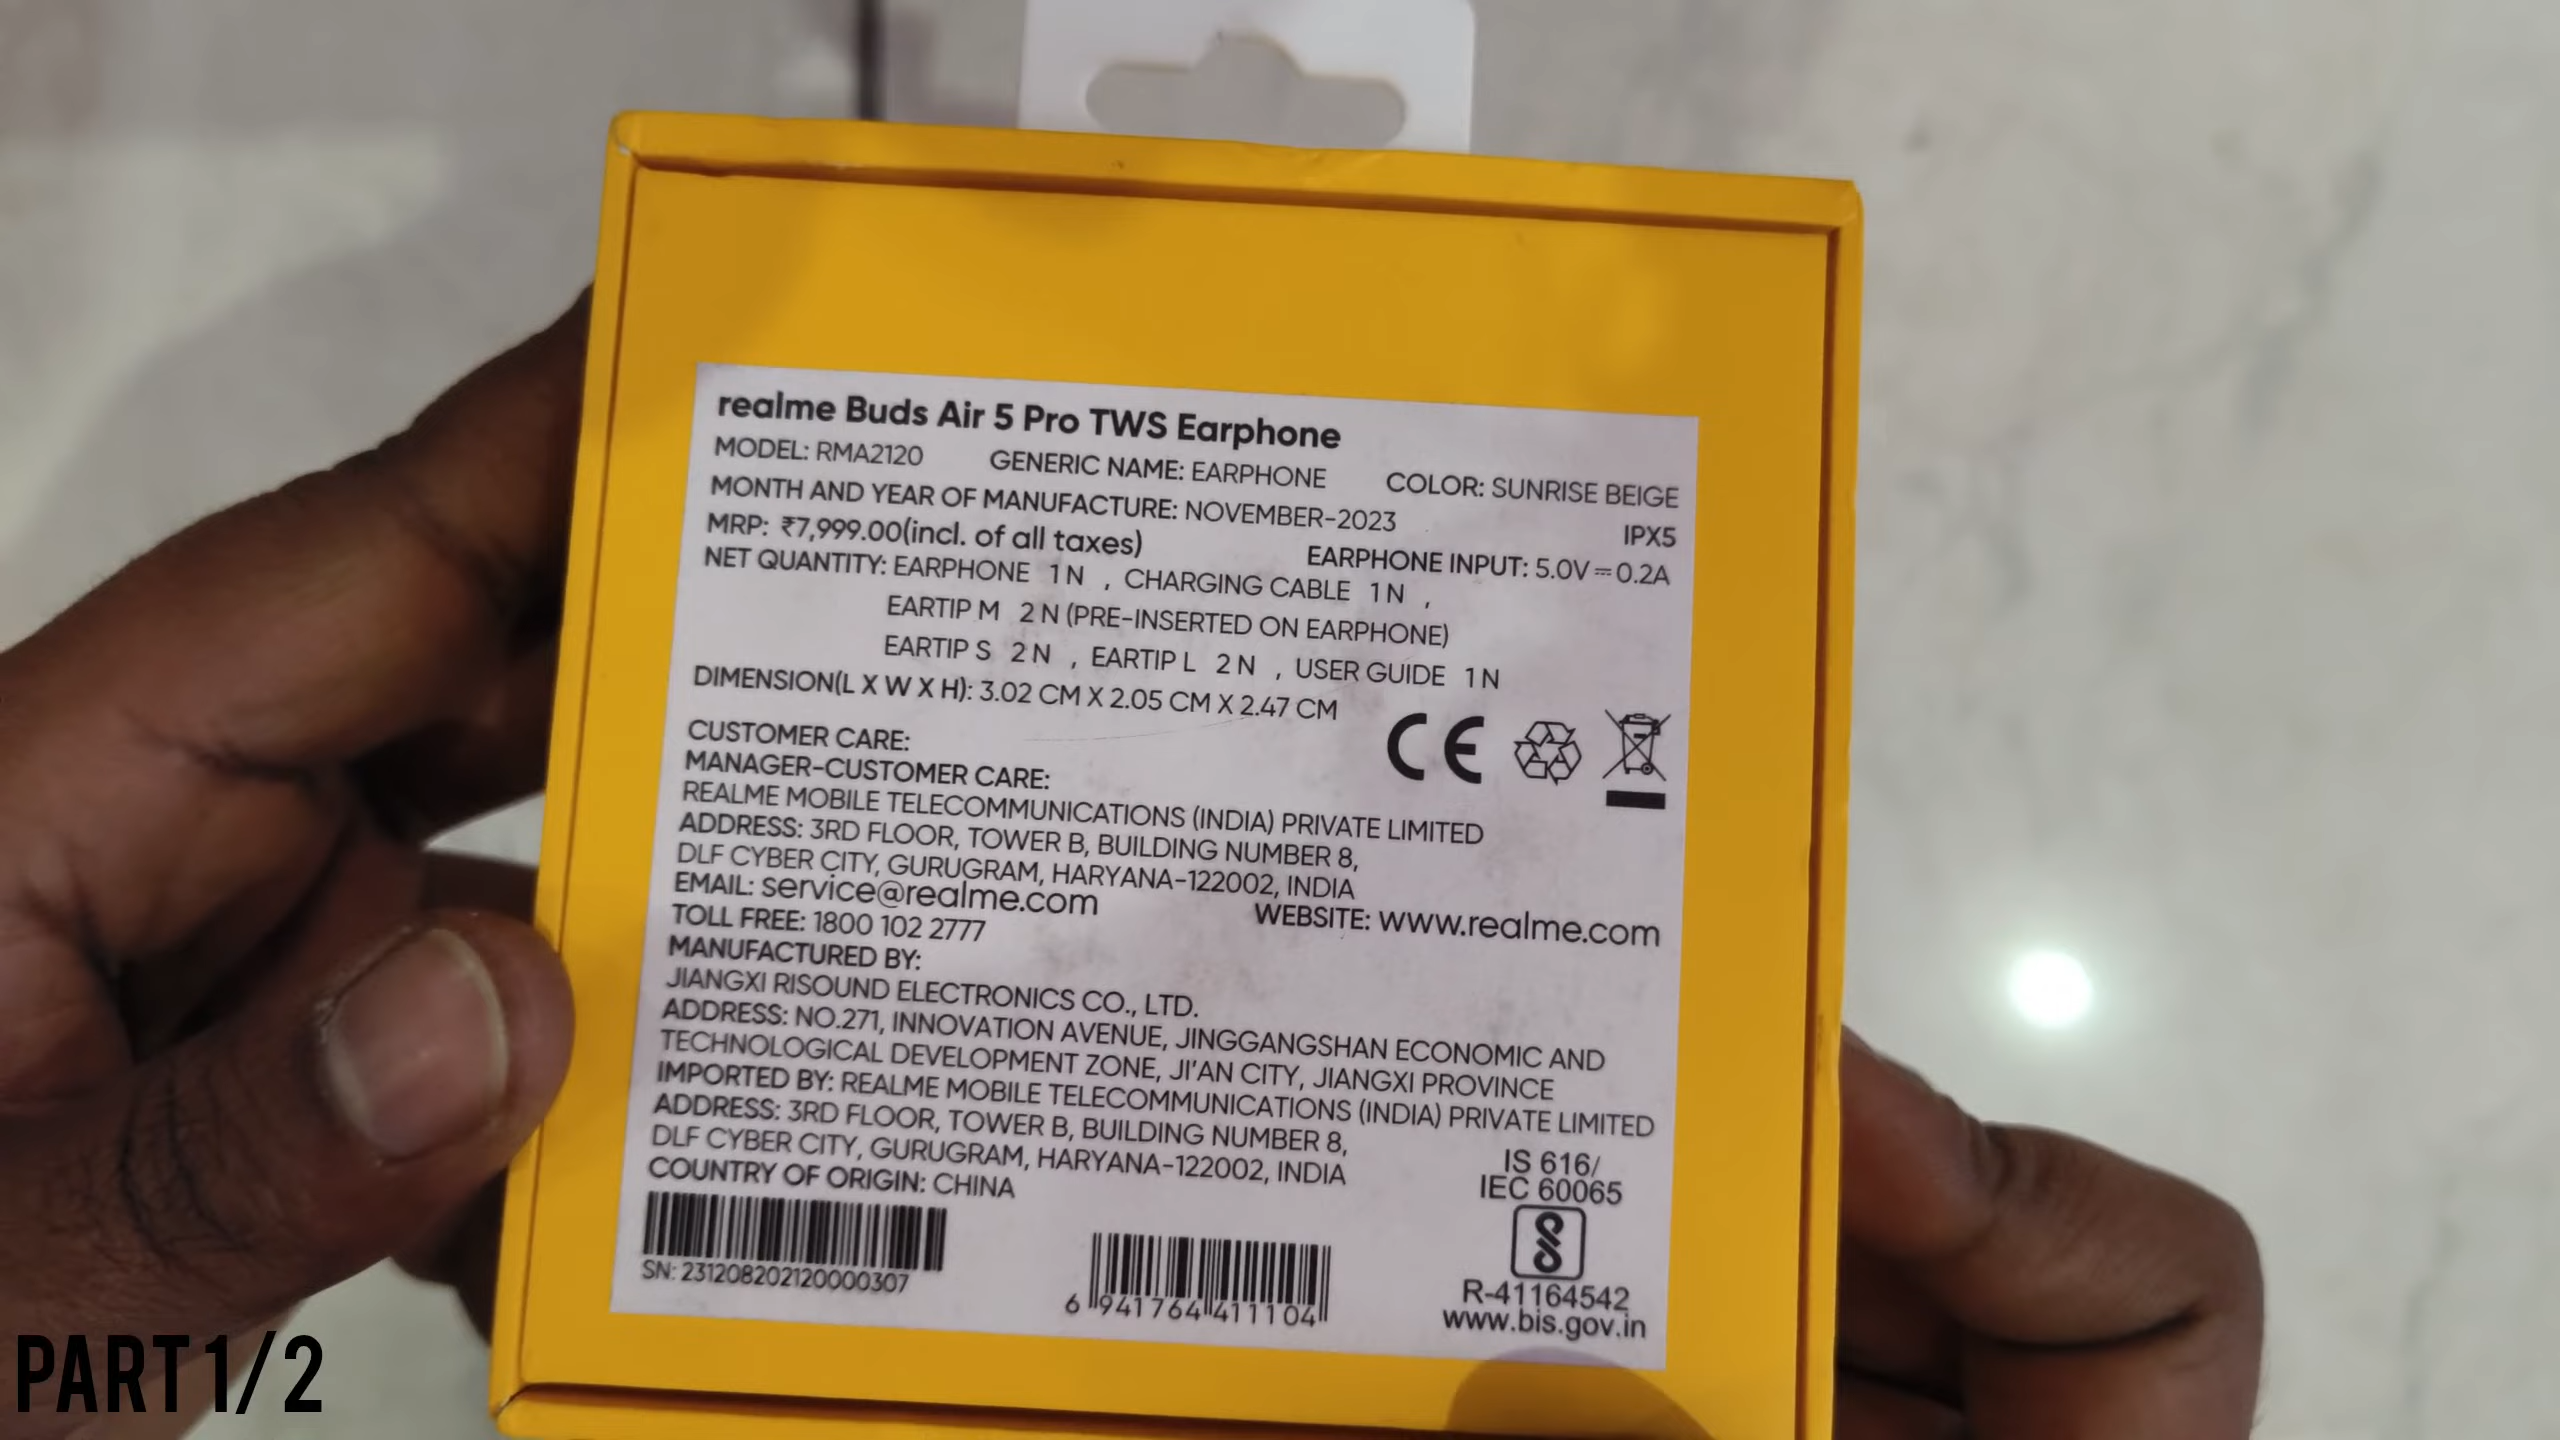 realme Buds Air 5 Pro TWS Earphone
MODEL: RMA2120 GENERIC NAME: EARPHONE COLOR: SUNRISE BEIGE
MONTH AND YEAR OF MANUFACTURE: NOVEMBER-2023 IPX5
MRP: ₹7,999.00(incl. of all taxes) EARPHONE INPUT: 5.0V⎓0.2A
NET QUANTITY: EARPHONE 1 N , CHARGING CABLE 1 N ,
EARTIP M 2 N (PRE-INSERTED ON EARPHONE)
EARTIP S 2 N , EARTIP L 2 N , USER GUIDE 1 N
DIMENSION(L X W X H): 3.02 CM X 2.05 CM X 2.47 CM
CE
CUSTOMER CARE:
MANAGER-CUSTOMER CARE:
REALME MOBILE TELECOMMUNICATIONS (INDIA) PRIVATE LIMITED
ADDRESS: 3RD FLOOR, TOWER B, BUILDING NUMBER 8,
DLF CYBER CITY, GURUGRAM, HARYANA-122002, INDIA
EMAIL: service@realme.com WEBSITE: www.realme.com
TOLL FREE: 1800 102 2777
MANUFACTURED BY:
JIANGXI RISOUND ELECTRONICS CO., LTD.
ADDRESS: NO.271, INNOVATION AVENUE, JINGGANGSHAN ECONOMIC AND
TECHNOLOGICAL DEVELOPMENT ZONE, JI'AN CITY, JIANGXI PROVINCE
IMPORTED BY: REALME MOBILE TELECOMMUNICATIONS (INDIA) PRIVATE LIMITED
ADDRESS: 3RD FLOOR, TOWER B, BUILDING NUMBER 8,
DLF CYBER CITY, GURUGRAM, HARYANA-122002, INDIA
COUNTRY OF ORIGIN: CHINA
IS 616/
IEC 60065
SN: 231208202120000307
6 941764 411104
R-41164542
www.bis.gov.in
PART 1/2